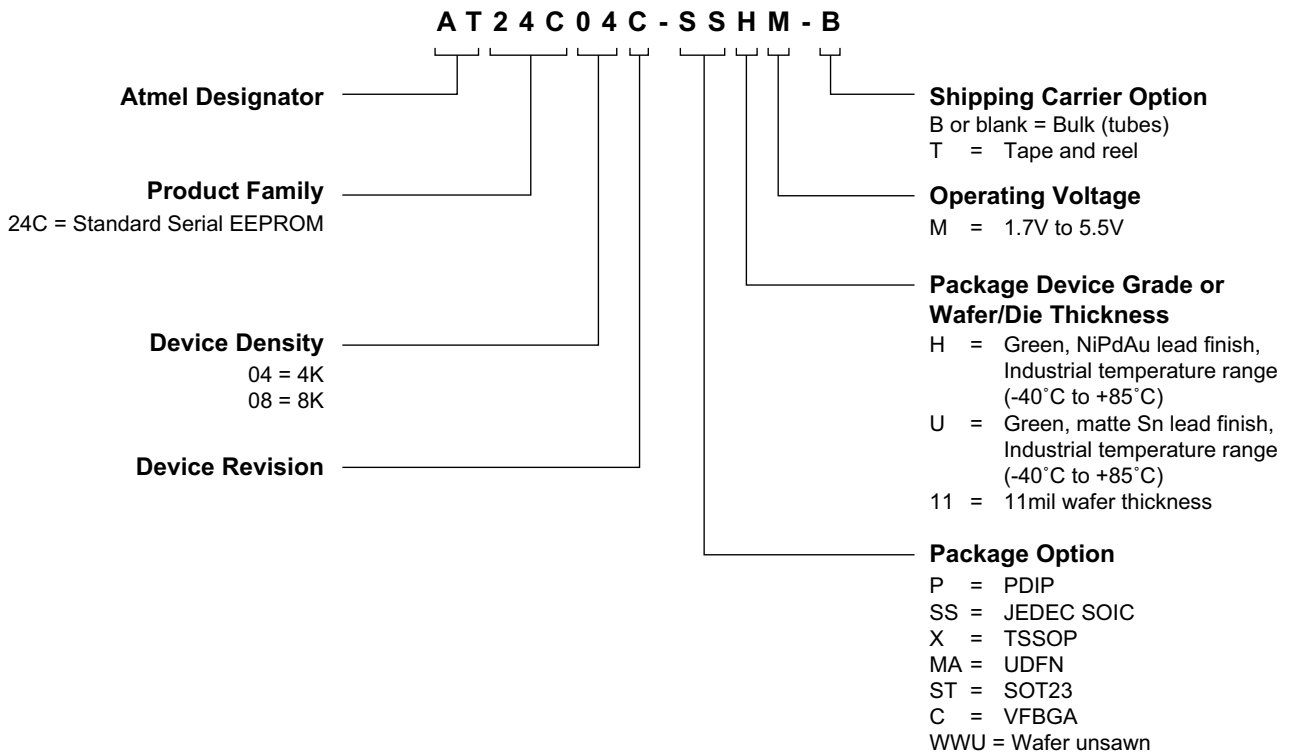 AT24C04C-SSHM-B
Atmel Designator
Product Family
24C = Standard Serial EEPROM
Device Density
04 = 4K
08 = 8K
Device Revision
Shipping Carrier Option
B or blank = Bulk (tubes)
T = Tape and reel
Operating Voltage
M = 1.7V to 5.5V
Package Device Grade or
Wafer/Die Thickness
H = Green, NiPdAu lead finish,
Industrial temperature range
(-40˚C to +85˚C)
U = Green, matte Sn lead finish,
Industrial temperature range
(-40˚C to +85˚C)
11 = 11mil wafer thickness
Package Option
P = PDIP
SS = JEDEC SOIC
X = TSSOP
MA = UDFN
ST = SOT23
C = VFBGA
WWU = Wafer unsawn